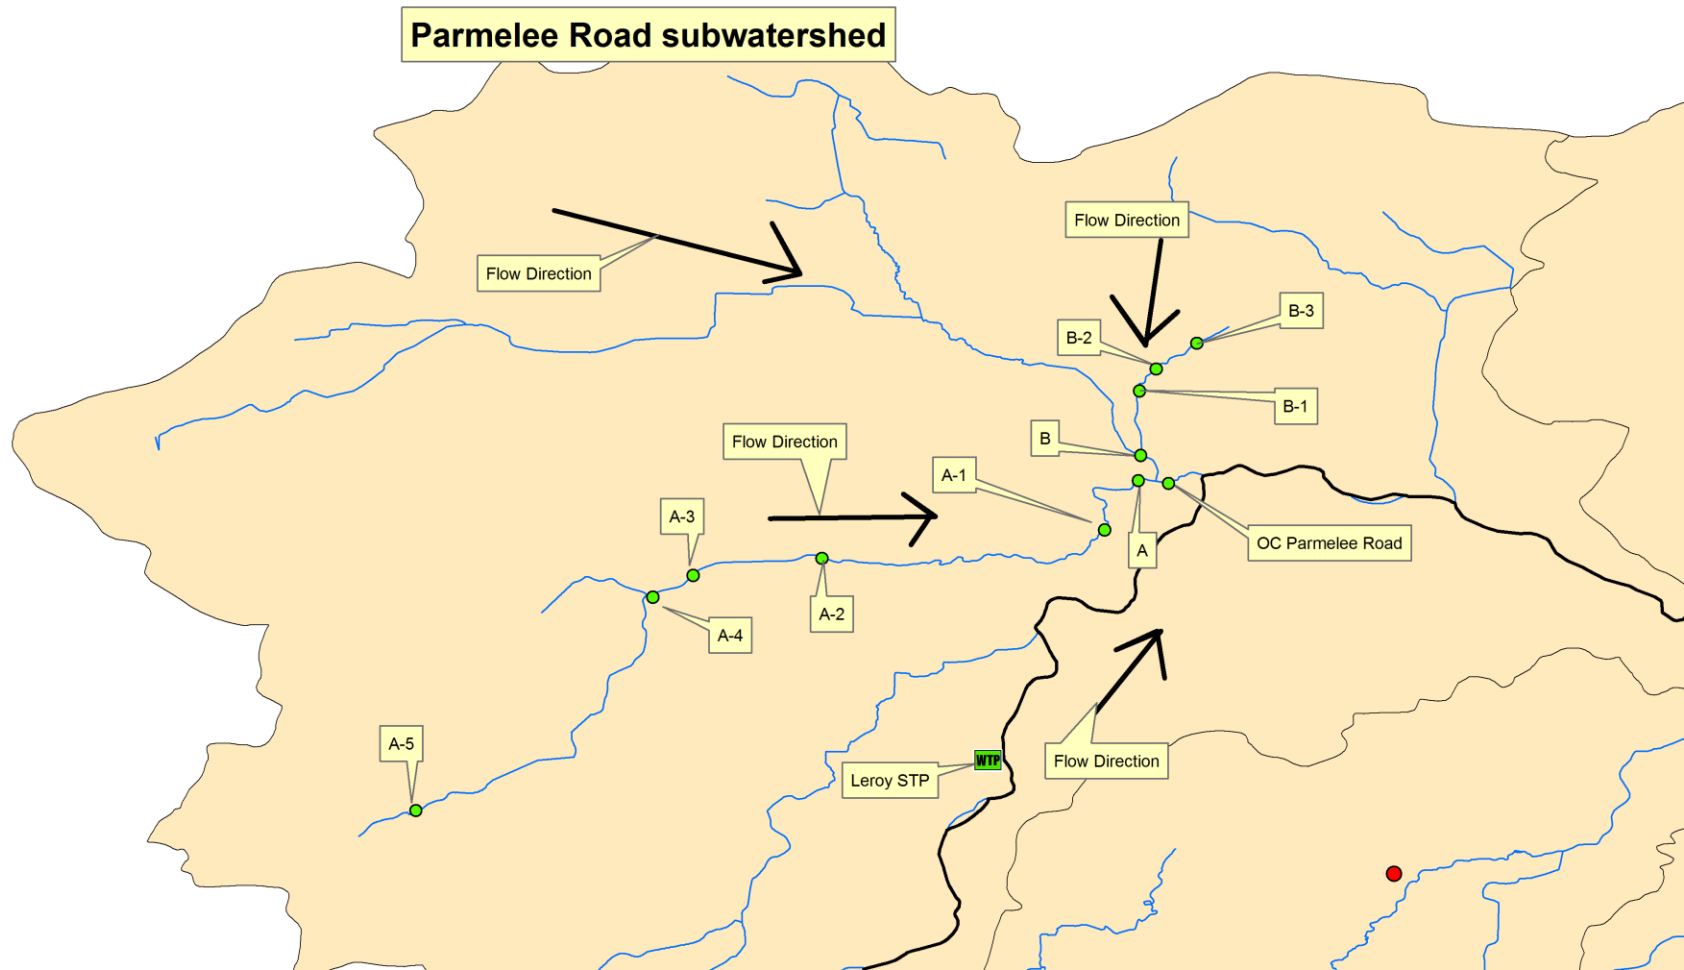 Parmelee Road subwatershed
Flow Direction
Flow Direction
B-3
B-2
B-1
Flow Direction
B
A-1
A-3
OC Parmelee Road
A
A-2
A-4
A-5
WTP
Leroy STP
Flow Direction